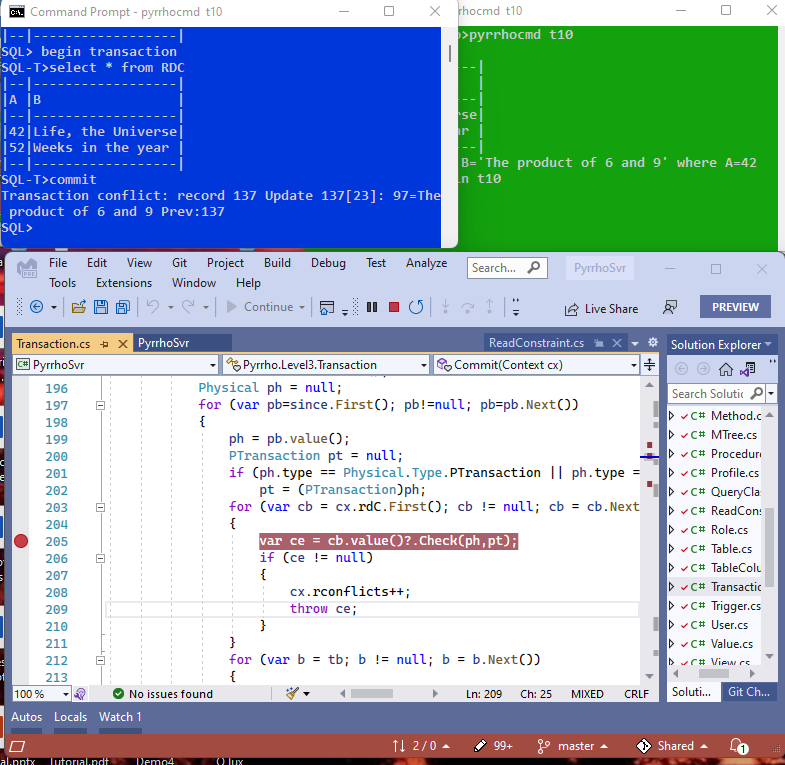 Command Prompt - pyrrhocmd t10
|--|------------------|
SQL> begin transaction
SQL-T>select * from RDC
|--|------------------|
|A |B                 |
|--|------------------|
|42|Life, the Universe|
|52|Weeks in the year |
|--|------------------|
SQL-T>commit
Transaction conflict: record 137 Update 137[23]: 97=The
 product of 6 and 9 Prev:137
SQL>
rhocmd t10
>pyrrhocmd t10
--|
|
--|
rse|
ar |
--|
B='The product of 6 and 9' where A=42
in t10
File Edit View Git Project Build Debug Test Analyze
Tools Extensions Window Help
Search...
PyrrhoSvr
Continue
Live Share
PREVIEW
Transaction.cs
PyrrhoSvr
ReadConstraint.cs
PyrrhoSvr
Pyrrho.Level3.Transaction
Commit(Context cx)
196 Physical ph = null;
197 for (var pb=since.First(); pb!=null; pb=pb.Next())
198 {
199 ph = pb.value();
200 PTransaction pt = null;
201 if (ph.type == Physical.Type.PTransaction || ph.type =
202 pt = (PTransaction)ph;
203 for (var cb = cx.rdC.First(); cb != null; cb = cb.Next
204 {
205 var ce = cb.value()?.Check(ph,pt);
206 if (ce != null)
207 {
208 cx.rconflicts++;
209 throw ce;
210 }
211 }
212 for (var b = tb; b != null; b = b.Next())
213 {
100 %
No issues found
Ln: 209 Ch: 25 MIXED CRLF
Solution Explorer
Search Soluti
C# Method.c
C# MTree.cs
C# Procedur
C# Profile.cs
C# QueryClas
C# ReadCons
C# Role.cs
C# Table.cs
C# TableColu
C# Transactio
C# Trigger.cs
C# User.cs
C# Value.cs
C# View.cs
Soluti...
Git Ch...
Autos Locals Watch 1
2 / 0
99+
master
Shared
1
al.pptx Tutorial.pdf Demo4